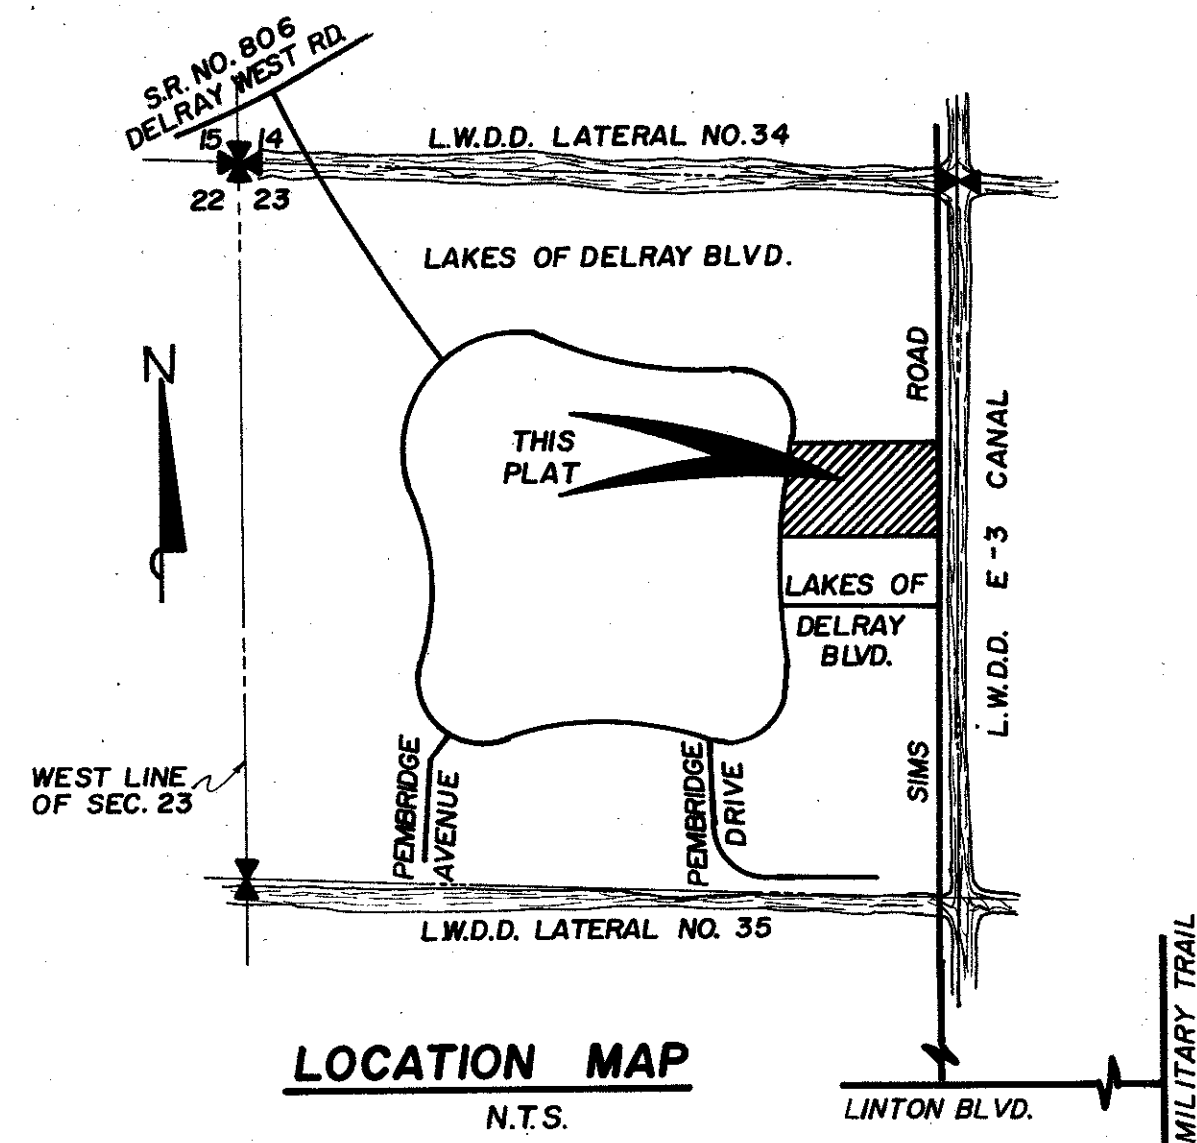 S.R. NO. 806
DELRAY WEST RD.
15 14
22 23
L.W.D.D. LATERAL NO. 34
LAKES OF DELRAY BLVD.
N
ROAD
THIS
PLAT
L.W.D.D. E-3 CANAL
LAKES OF
DELRAY
BLVD.
WEST LINE
OF SEC. 23
PEMBRIDGE
AVENUE
PEMBRIDGE
DRIVE
SIMS
L.W.D.D. LATERAL NO. 35
MILITARY TRAIL
LOCATION MAP
N.T.S.
LINTON BLVD.